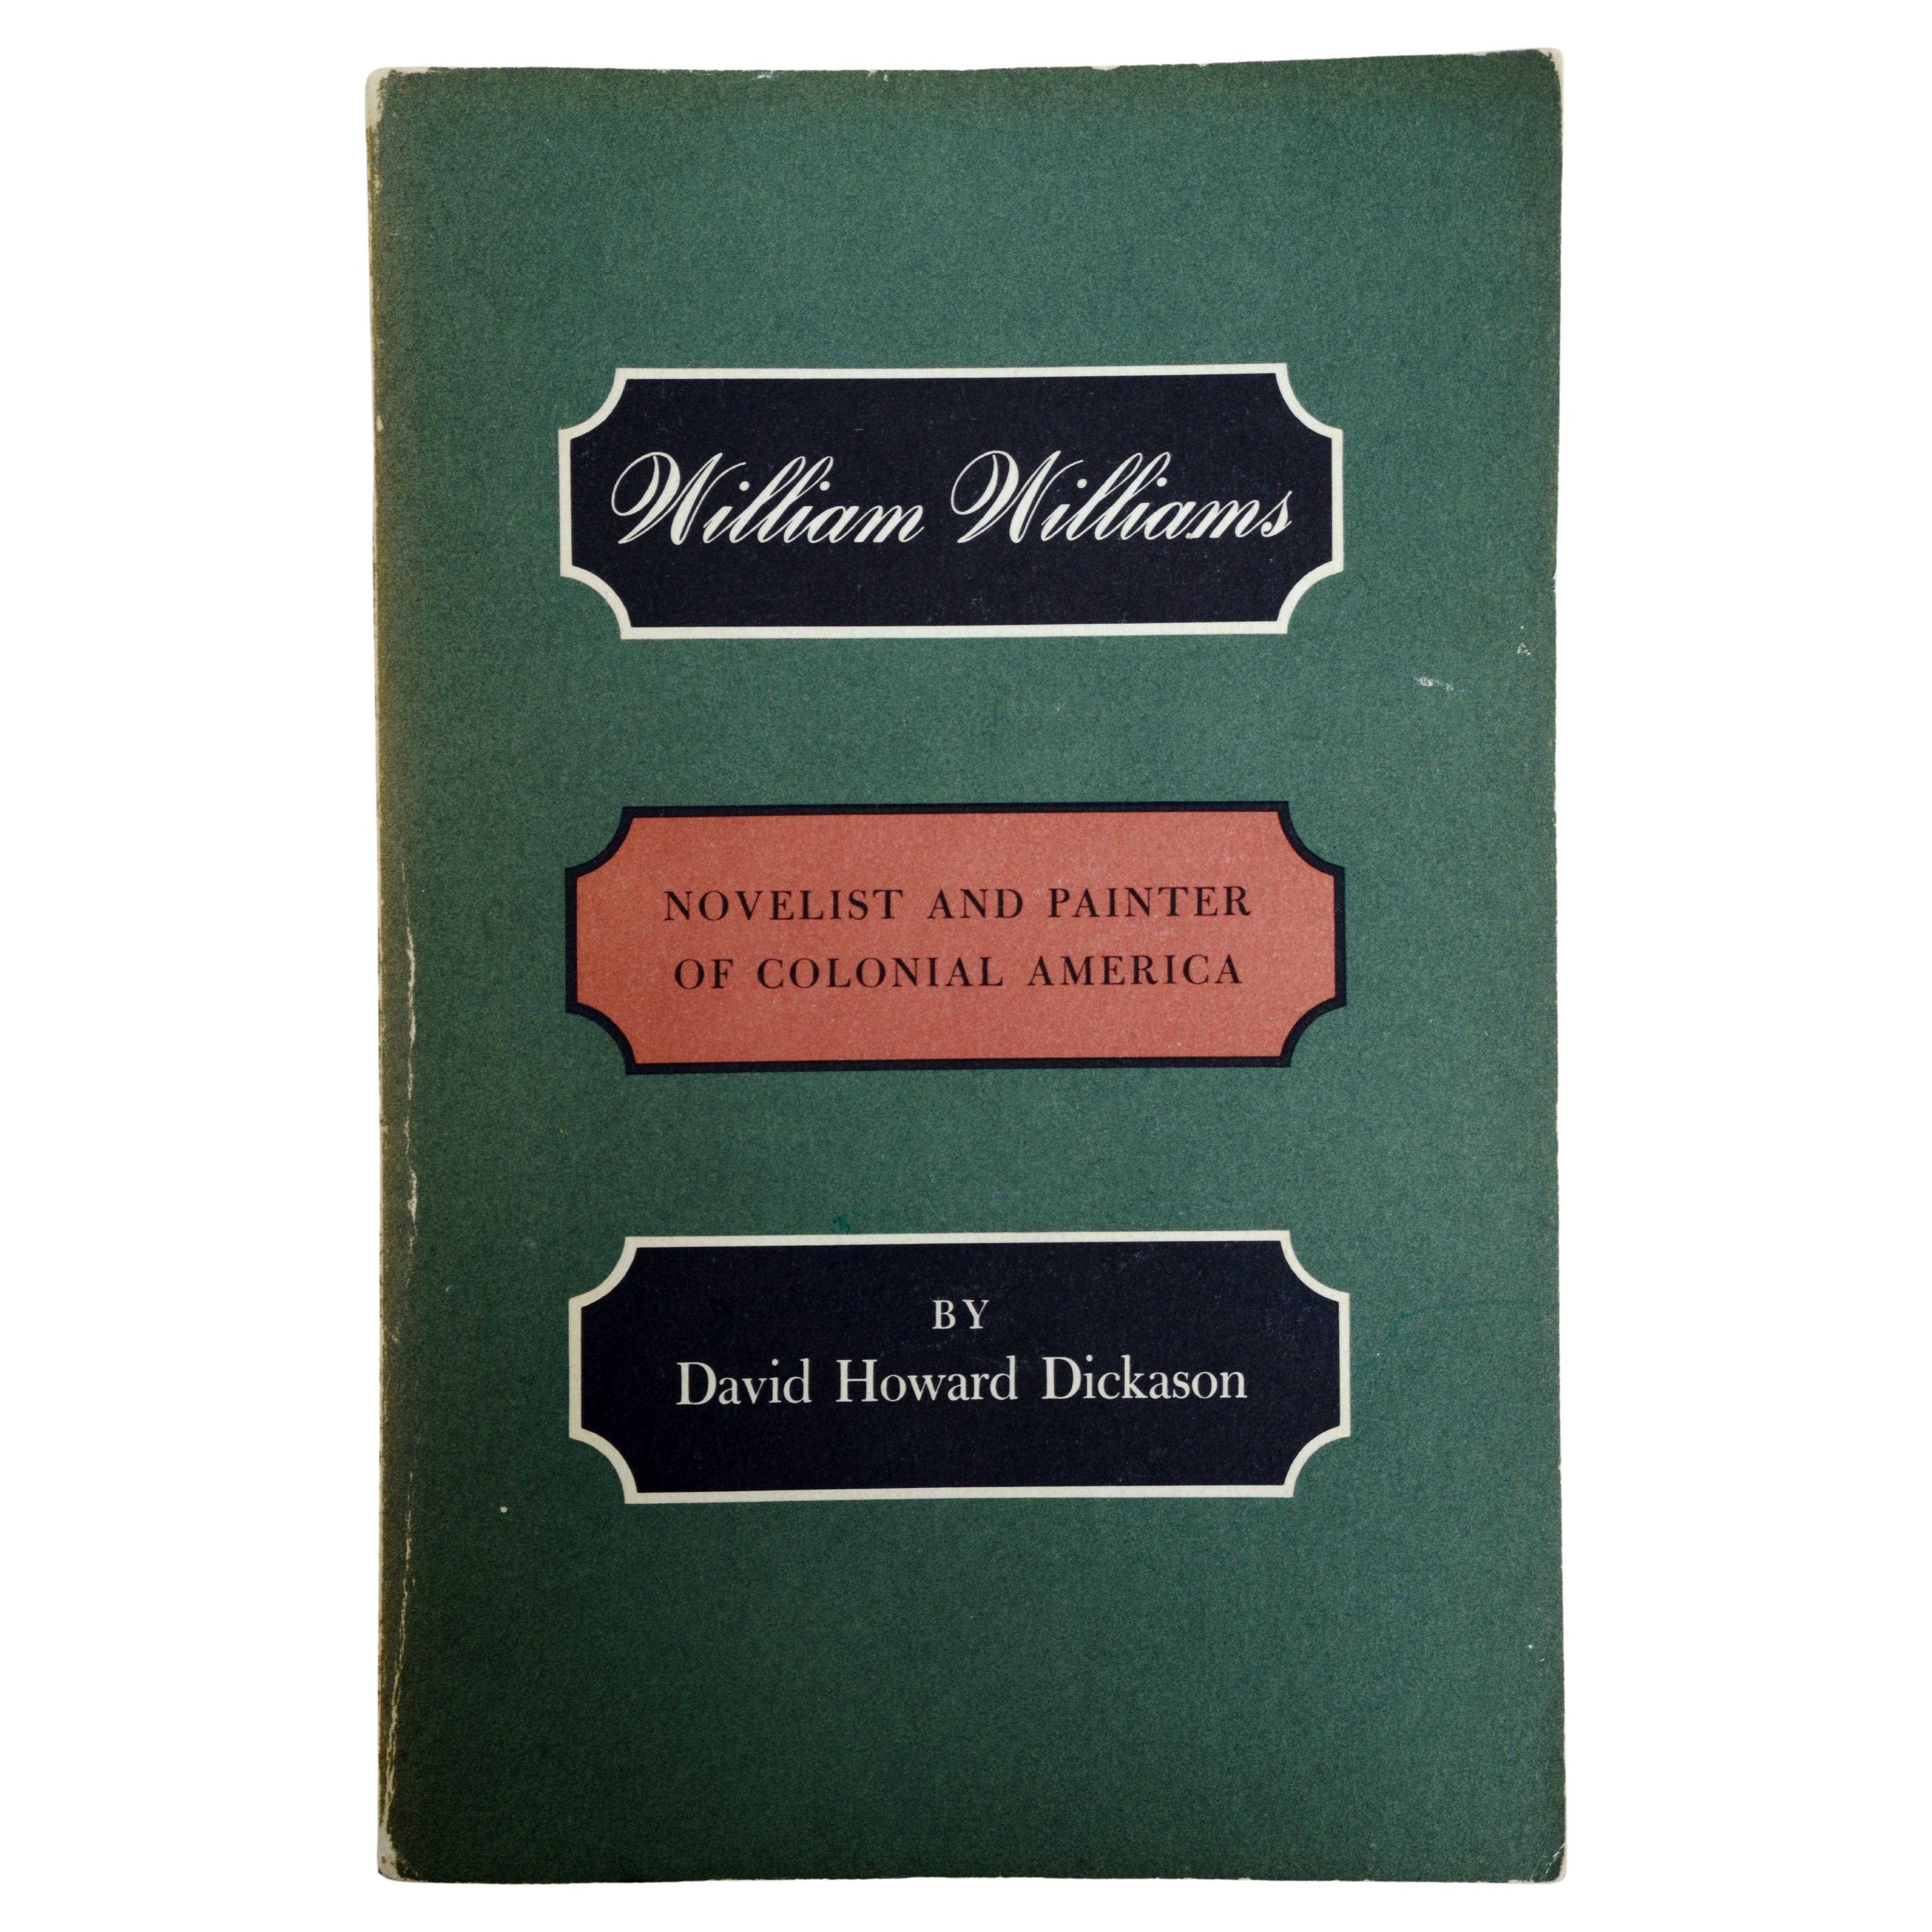 William Williams
NOVELIST AND PAINTER
OF COLONIAL AMERICA
BY
David Howard Dickason